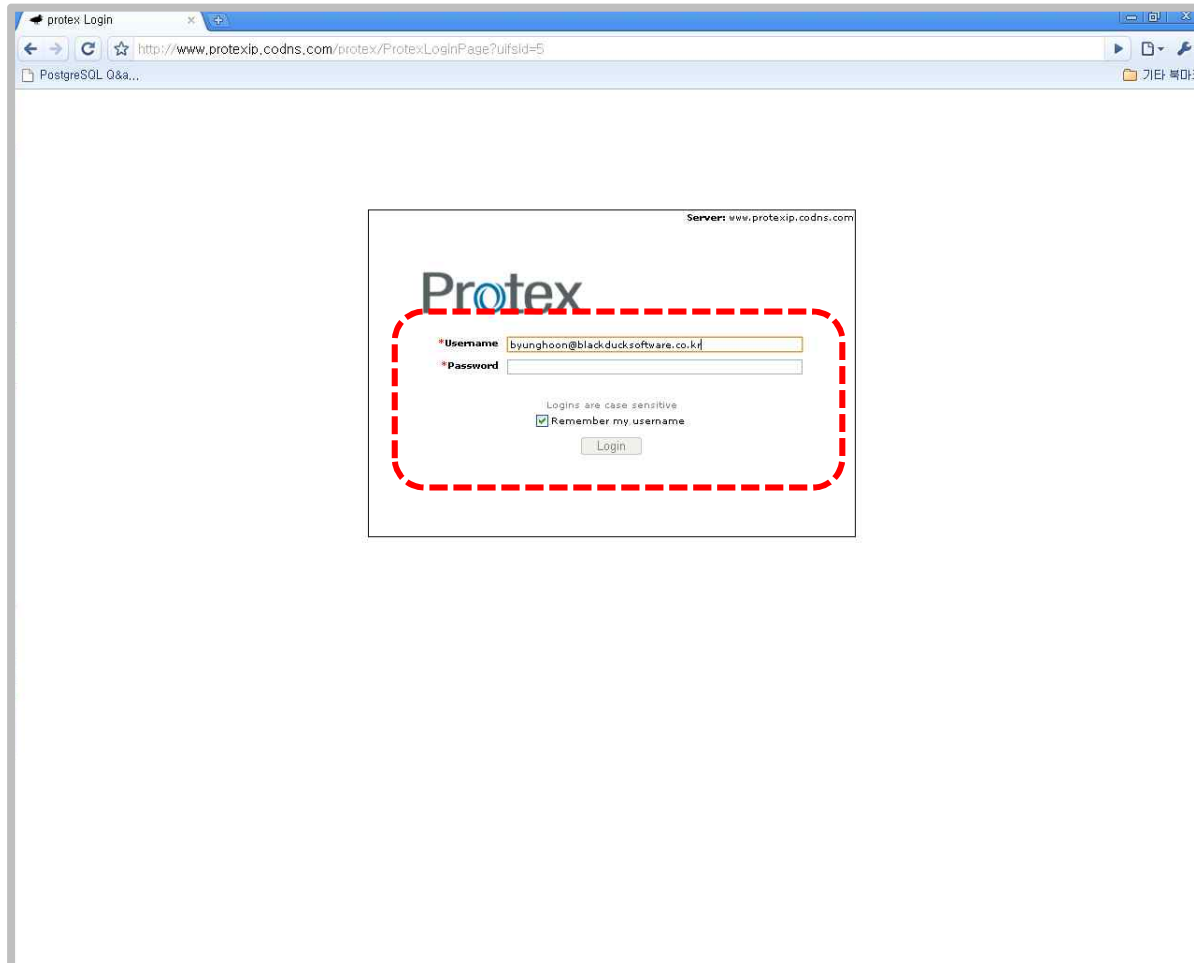 protex Login
http://www.protexip.codns.com/protex/ProtexLoginPage?uifsid=5
PostgreSQL Q&a...
기타 북마크
Server: www.protexip.codns.com
Protex
*Username byunghoon@blackducksoftware.co.kr
*Password
Logins are case sensitive
Remember my username
Login